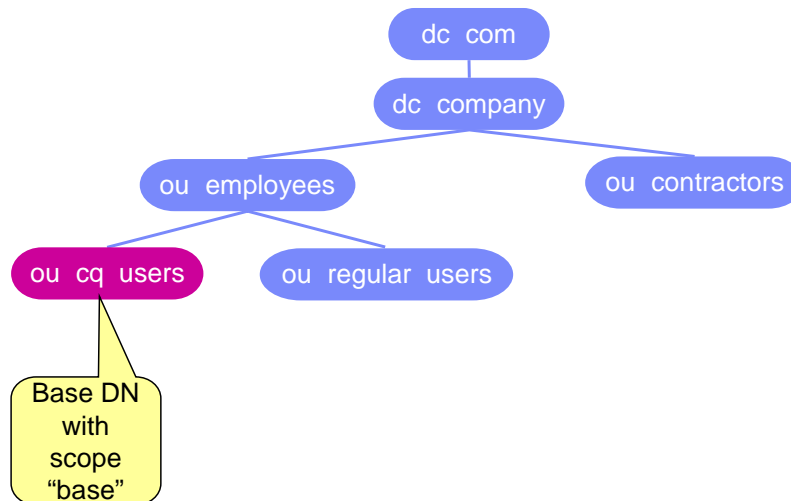 dc com
dc company
ou employees
ou contractors
ou cq users
ou regular users
Base DN
with
scope
“base”